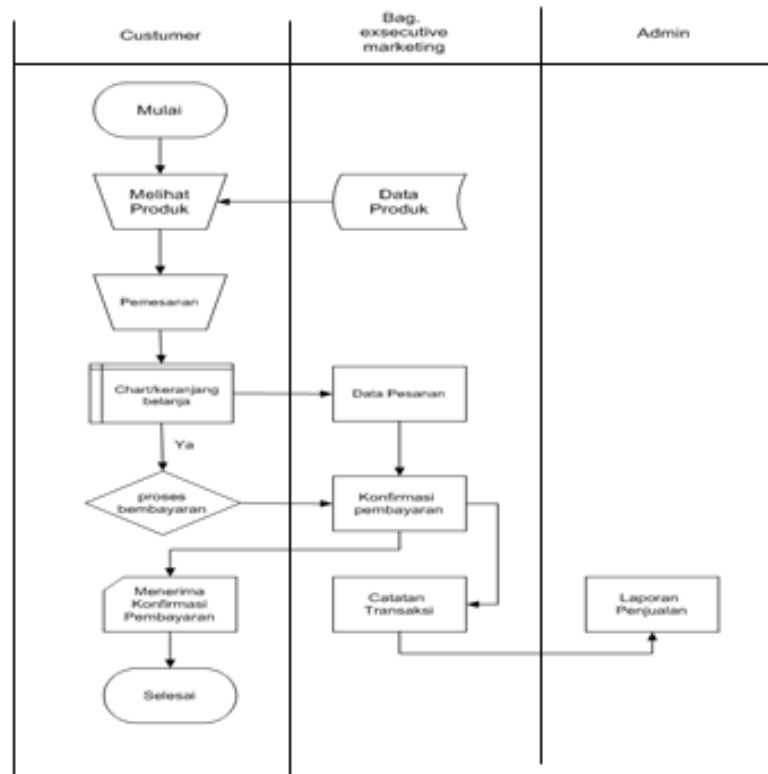 Custumer
Bag.
exsecutive
marketing
Admin
Mulai
Melihat
Produk
Data
Produk
Pemesanan
Chart/keranjang
belanja
Data Pesanan
Ya
proses
bembayaran
Konfirmasi
pembayaran
Menerima
Konfirmasi
Pembayaran
Catatan
Transaksi
Laporan
Penjualan
Selesai